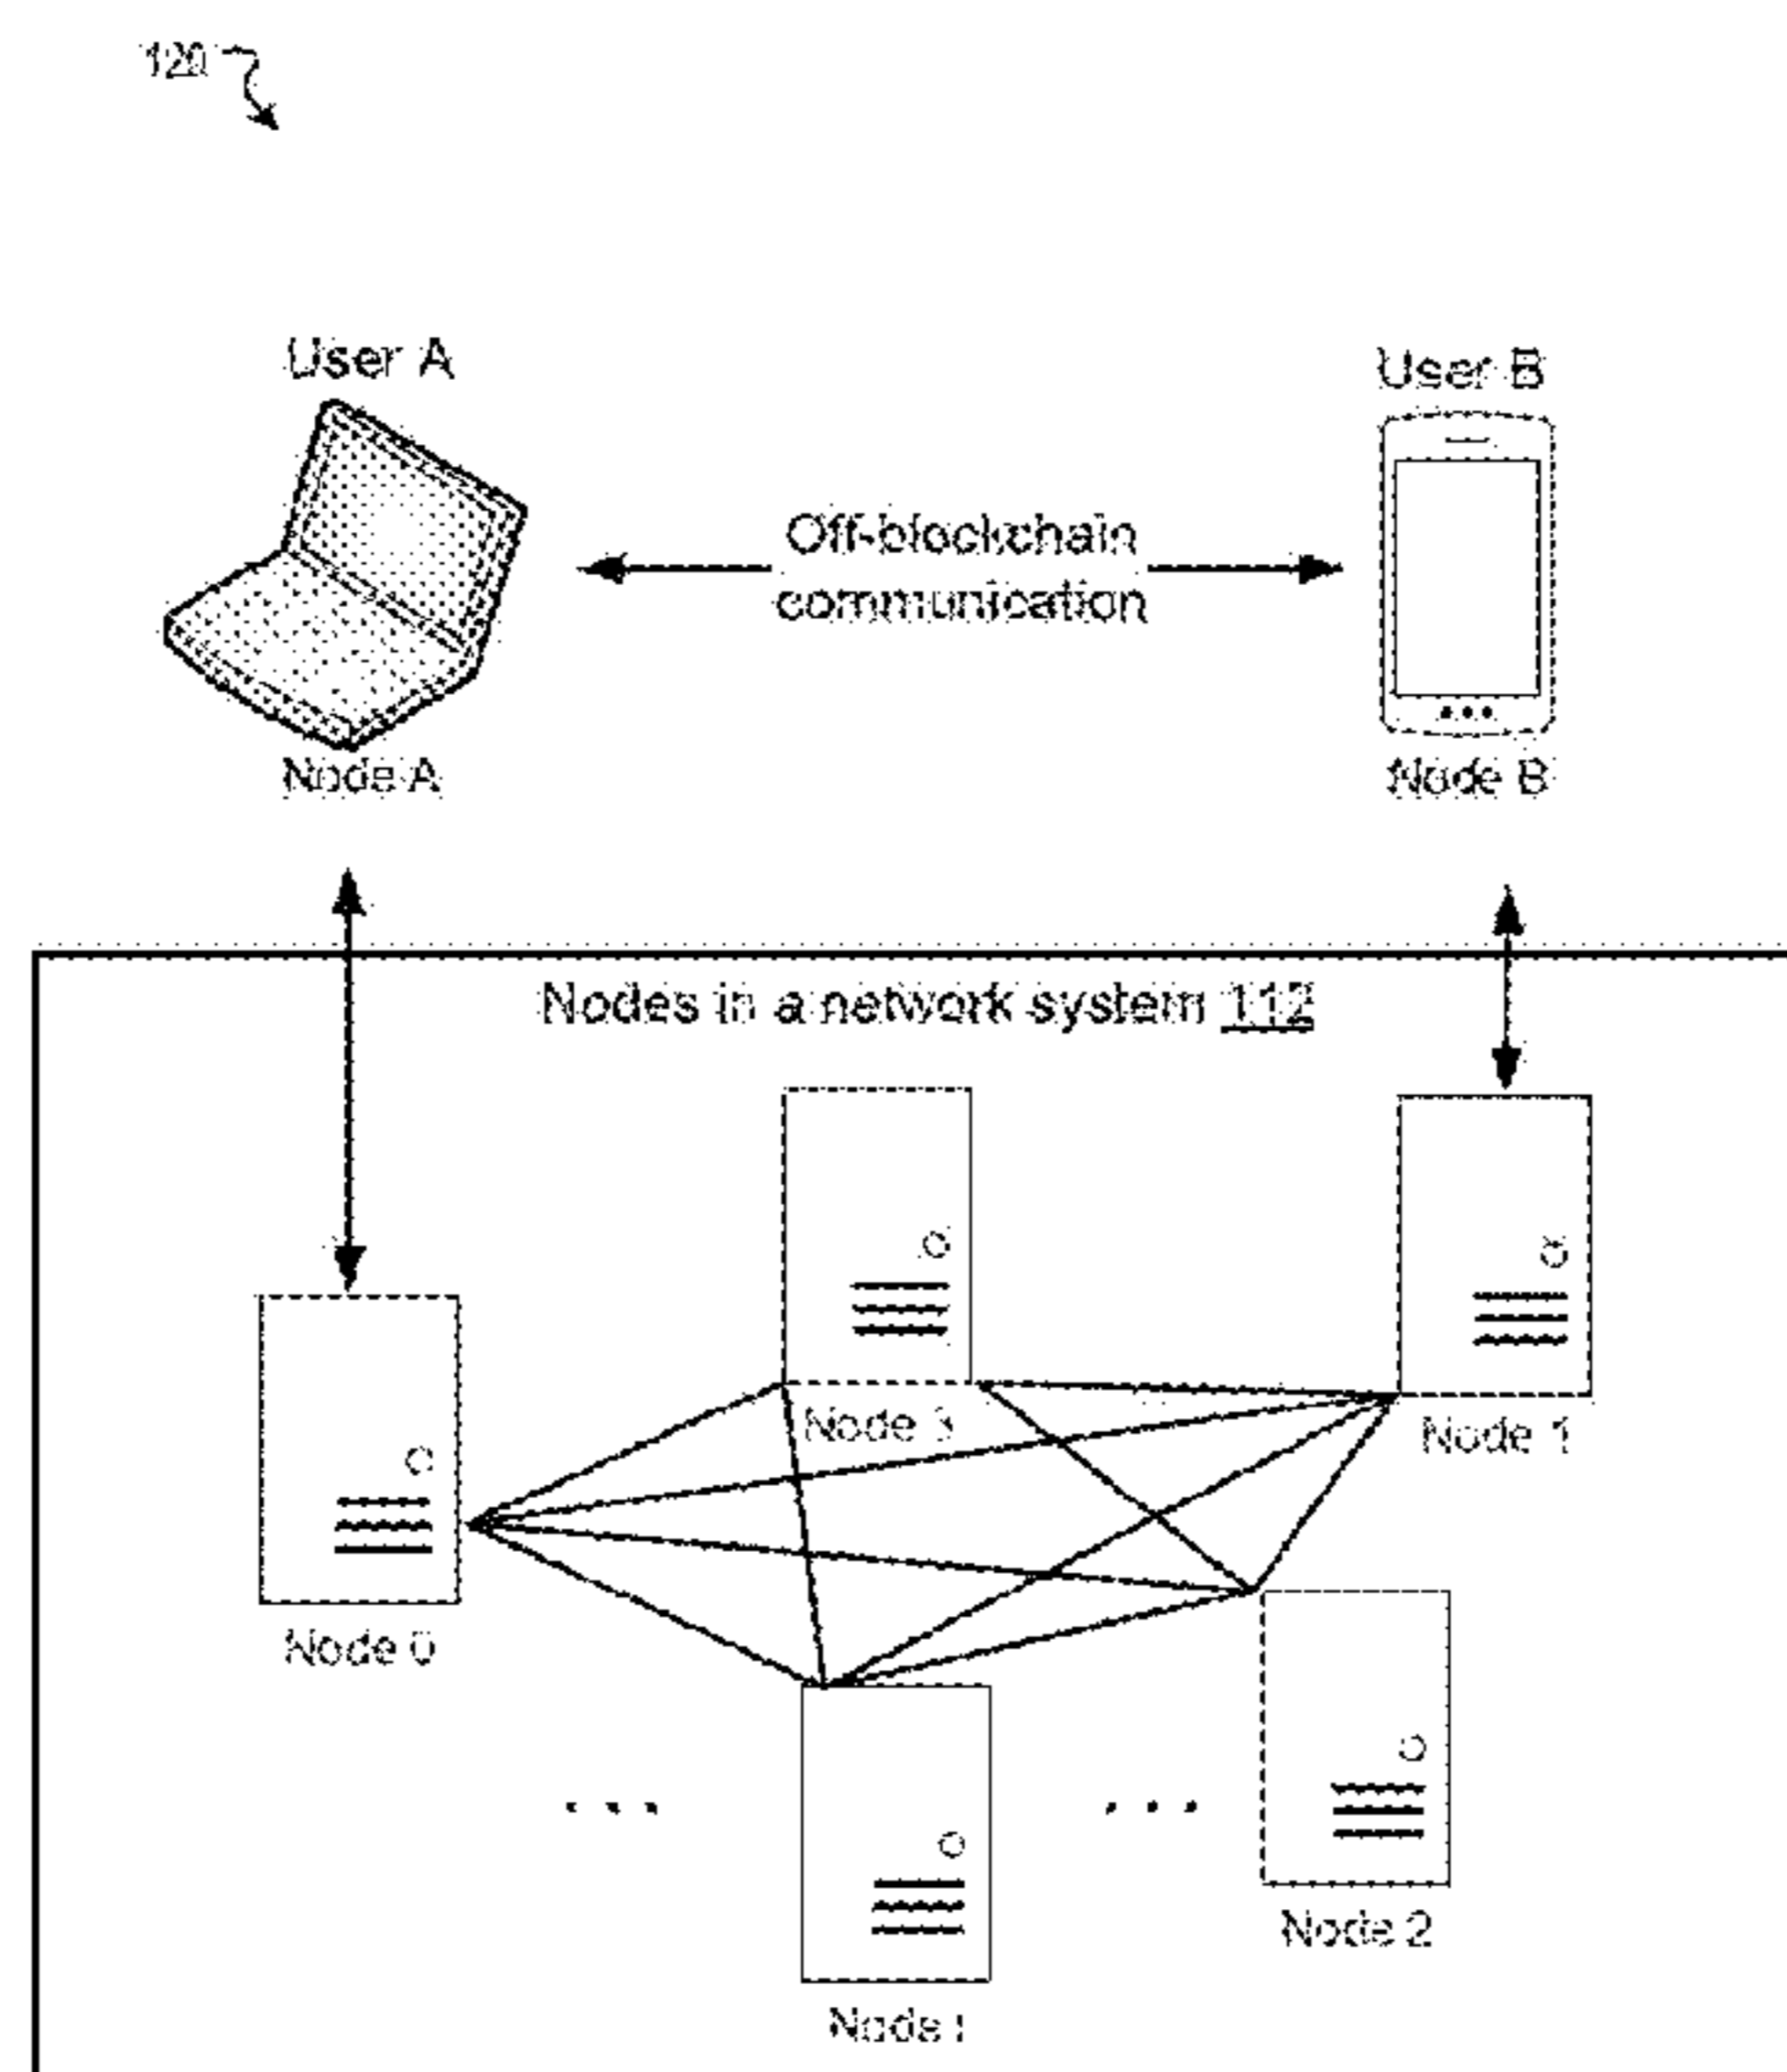 120
User A
User B
Off-blockchain
communication
Node A
Node B
Nodes in a network system 112
Node 3
Node 1
Node 0
...
...
Node 2
Node i